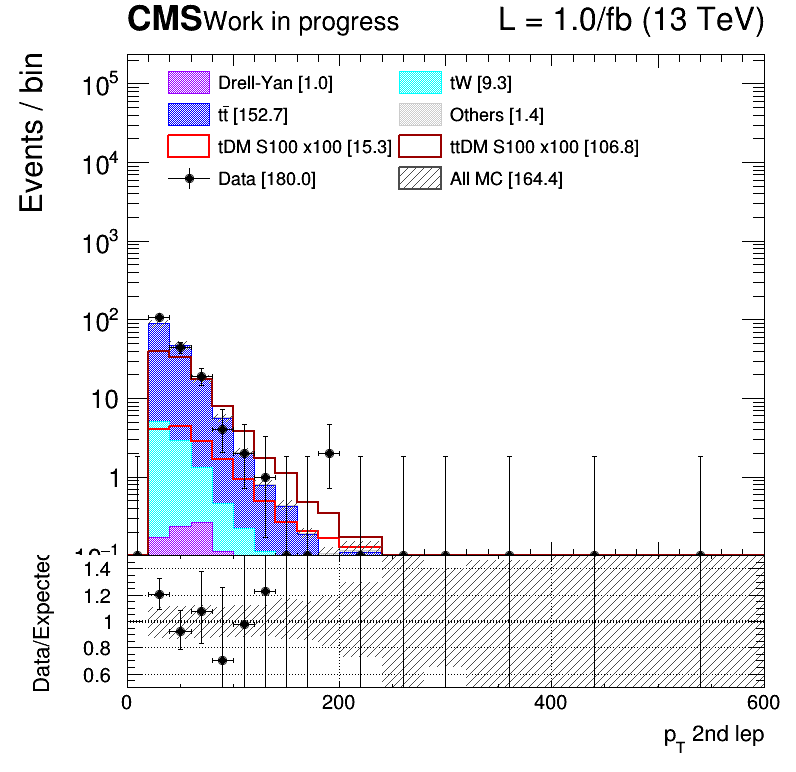 CMS Work in progress L = 1.0/fb (13 TeV)
Events / bin
Drell-Yan [1.0] tW [9.3]
tt̄ [152.7] Others [1.4]
tDM S100 x100 [15.3] ttDM S100 x100 [106.8]
Data [180.0] All MC [164.4]
10⁵
10⁴
10³
10²
10
1
10⁻¹
Data/Expected
1.4
1.2
1
0.8
0.6
0 200 400 600
p_T 2nd lep